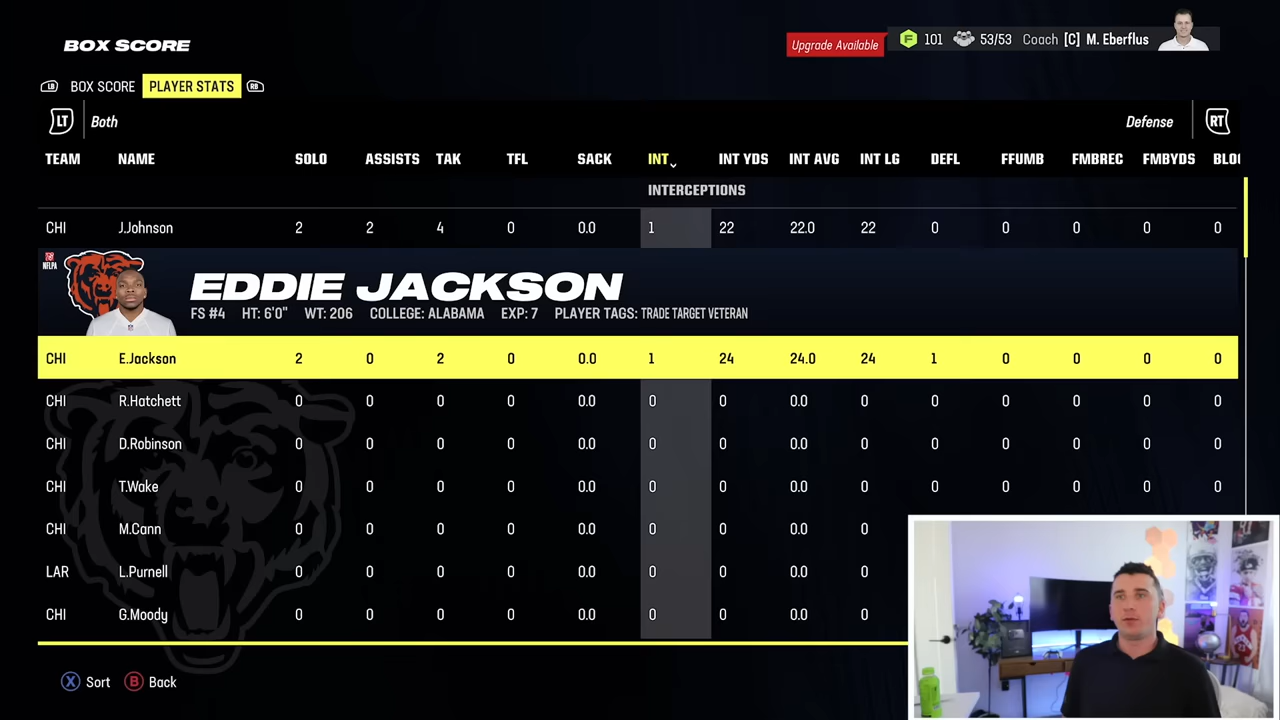 BOX SCORE
Upgrade Available
101 53/53 Coach [C] M. Eberflus
LB BOX SCORE PLAYER STATS RB
LT Both Defense RT
TEAM NAME SOLO ASSISTS TAK TFL SACK INT INT YDS INT AVG INT LG DEFL FFUMB FMBREC FMBYDS BLO
INTERCEPTIONS
CHI J.Johnson 2 2 4 0 0.0 1 22 22.0 22 0 0 0 0 0
NFLPA
EDDIE JACKSON
FS #4 HT: 6'0" WT: 206 COLLEGE: ALABAMA EXP: 7 PLAYER TAGS: TRADE TARGET VETERAN
CHI E.Jackson 2 0 2 0 0.0 1 24 24.0 24 1 0 0 0 0
CHI R.Hatchett 0 0 0 0 0.0 0 0 0.0 0 0 0 0 0 0
CHI D.Robinson 0 0 0 0 0.0 0 0 0.0 0 0 0 0 0 0
CHI T.Wake 0 0 0 0 0.0 0 0 0.0 0 0 0 0 0 0
CHI M.Cann 0 0 0 0 0.0 0 0 0.0 0
LAR L.Purnell 0 0 0 0 0.0 0 0 0.0 0
CHI G.Moody 0 0 0 0 0.0 0 0 0.0 0
X Sort B Back